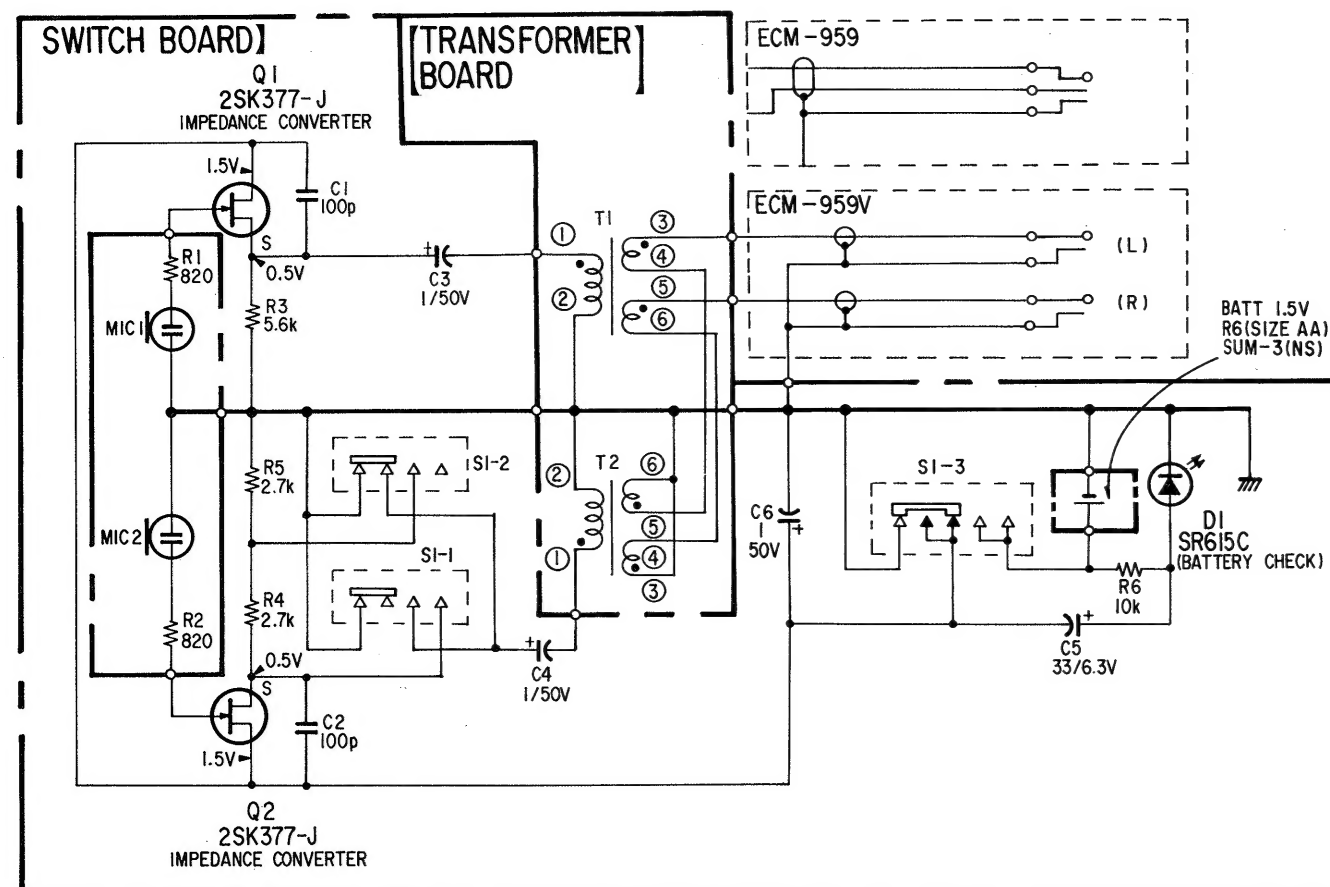 SWITCH BOARD】
【TRANSFORMER】
BOARD
Q1
2SK377-J
IMPEDANCE CONVERTER
1.5V
C1
100p
S
0.5V
R1
820
MIC1
R3
5.6k
+
C3
1/50V
T1
①
②
③
④
⑤
⑥
ECM-959
ECM-959V
(L)
(R)
BATT 1.5V
R6(SIZE AA)
SUM-3(NS)
R5
2.7k
S1-2
MIC2
R4
2.7k
S1-1
R2
820
0.5V
S
+
C4
1/50V
T2
②
①
⑥
⑤
④
③
C6
1
50V
+
S1-3
D1
SR615C
(BATTERY CHECK)
R6
10k
+
C5
33/6.3V
C2
100p
1.5V
Q2
2SK377-J
IMPEDANCE CONVERTER